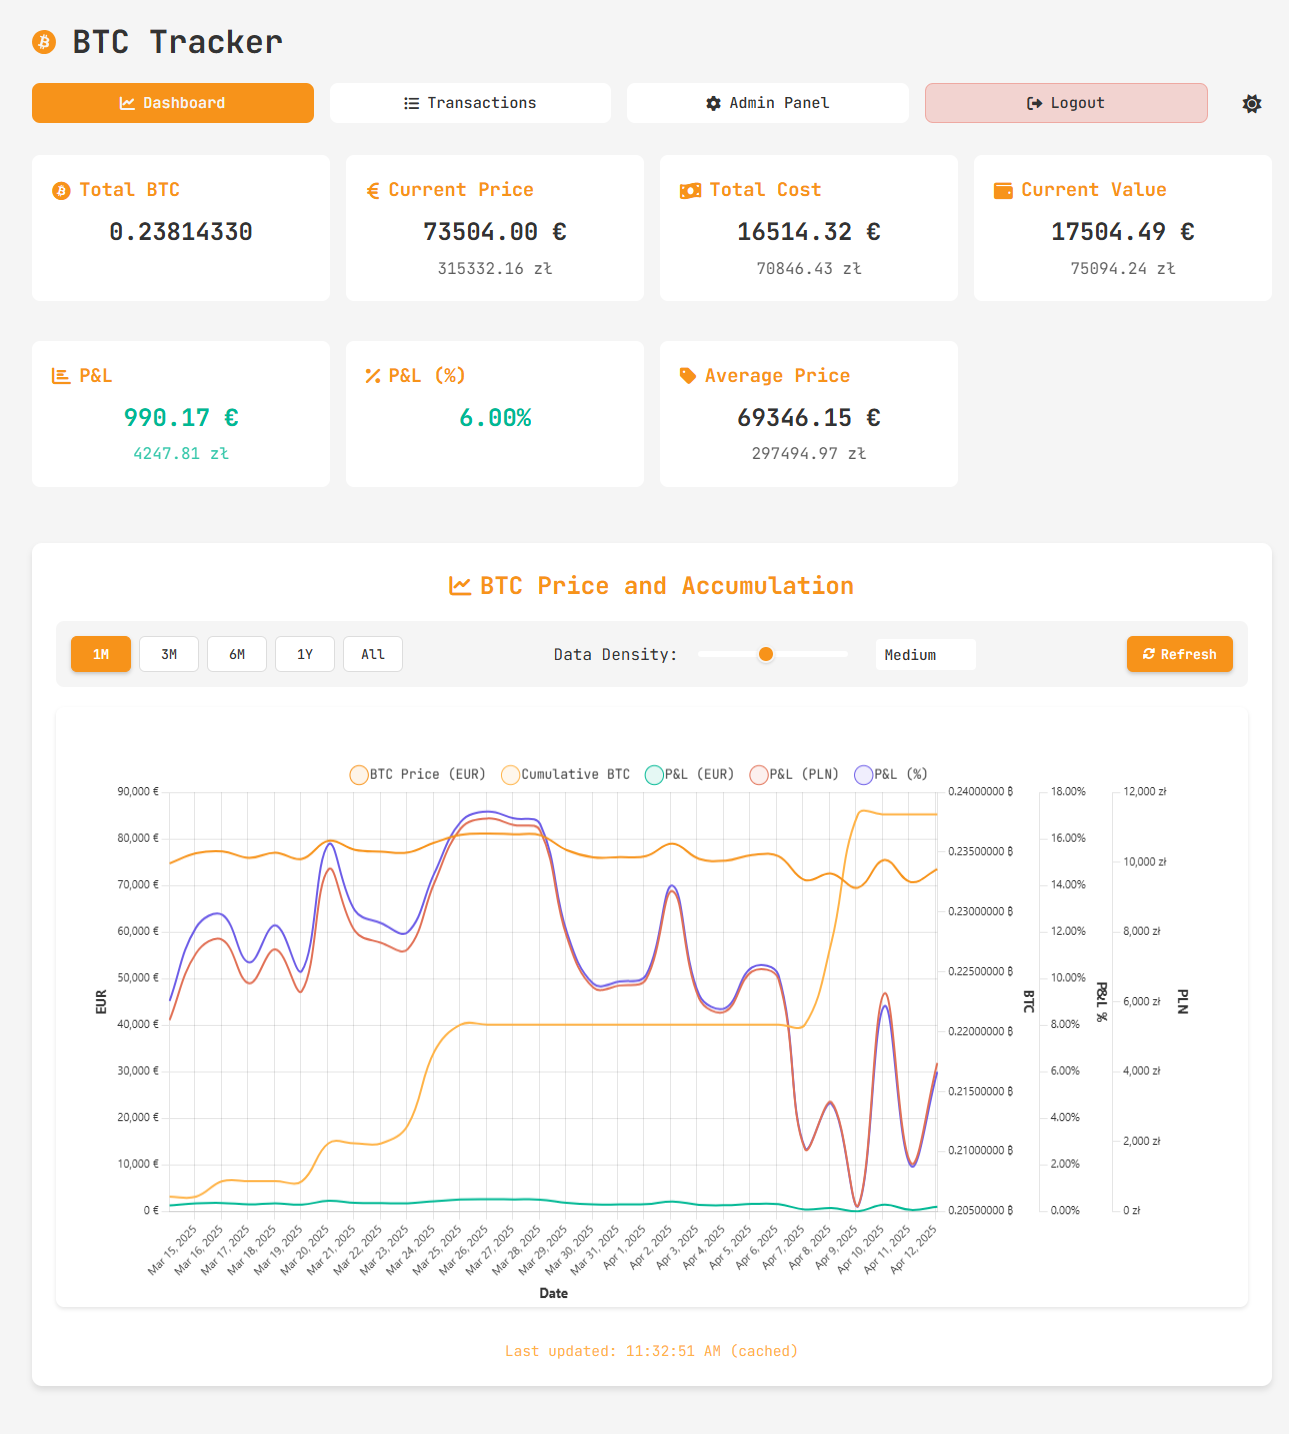 BTC Tracker
Dashboard
Transactions
Admin Panel
Logout
Total BTC
0.23814330
Current Price
73504.00 €
315332.16 zł
Total Cost
16514.32 €
70846.43 zł
Current Value
17504.49 €
75094.24 zł
P&L
990.17 €
4247.81 zł
P&L (%)
6.00%
Average Price
69346.15 €
297494.97 zł
BTC Price and Accumulation
1M
3M
6M
1Y
All
Data Density:
Medium
Refresh
BTC Price (EUR)
Cumulative BTC
P&L (EUR)
P&L (PLN)
P&L (%)
90,000 €
80,000 €
70,000 €
60,000 €
50,000 €
40,000 €
30,000 €
20,000 €
10,000 €
0 €
EUR
0.24000000 ₿
0.23500000 ₿
0.23000000 ₿
0.22500000 ₿
0.22000000 ₿
0.21500000 ₿
0.21000000 ₿
0.20500000 ₿
BTC
18.00%
16.00%
14.00%
12.00%
10.00%
8.00%
6.00%
4.00%
2.00%
0.00%
P&L %
12,000 zł
10,000 zł
8,000 zł
6,000 zł
4,000 zł
2,000 zł
0 zł
PLN
Mar 15, 2025
Mar 16, 2025
Mar 17, 2025
Mar 18, 2025
Mar 19, 2025
Mar 20, 2025
Mar 21, 2025
Mar 22, 2025
Mar 23, 2025
Mar 24, 2025
Mar 25, 2025
Mar 26, 2025
Mar 27, 2025
Mar 28, 2025
Mar 29, 2025
Mar 30, 2025
Mar 31, 2025
Apr 1, 2025
Apr 2, 2025
Apr 3, 2025
Apr 4, 2025
Apr 5, 2025
Apr 6, 2025
Apr 7, 2025
Apr 8, 2025
Apr 9, 2025
Apr 10, 2025
Apr 11, 2025
Apr 12, 2025
Date
Last updated: 11:32:51 AM (cached)